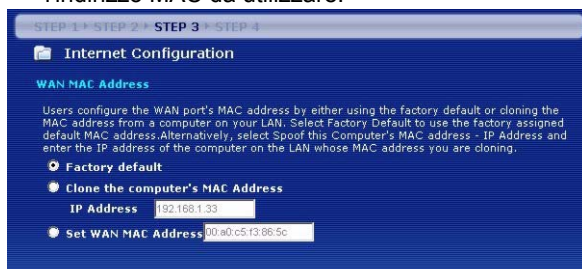 l'indirizzo MAC da utilizzare.
STEP 1 STEP 2 STEP 3 STEP 4
Internet Configuration
WAN MAC Address
Users configure the WAN port's MAC address by either using the factory default or cloning the
MAC address from a computer on your LAN. Select Factory Default to use the factory assigned
default MAC address.Alternatively, select Spoof this Computer's MAC address - IP Address and
enter the IP address of the computer on the LAN whose MAC address you are cloning.
Factory default
Clone the computer's MAC Address
IP Address 192.168.1.33
Set WAN MAC Address 00:a0:c5:f3:86:5c